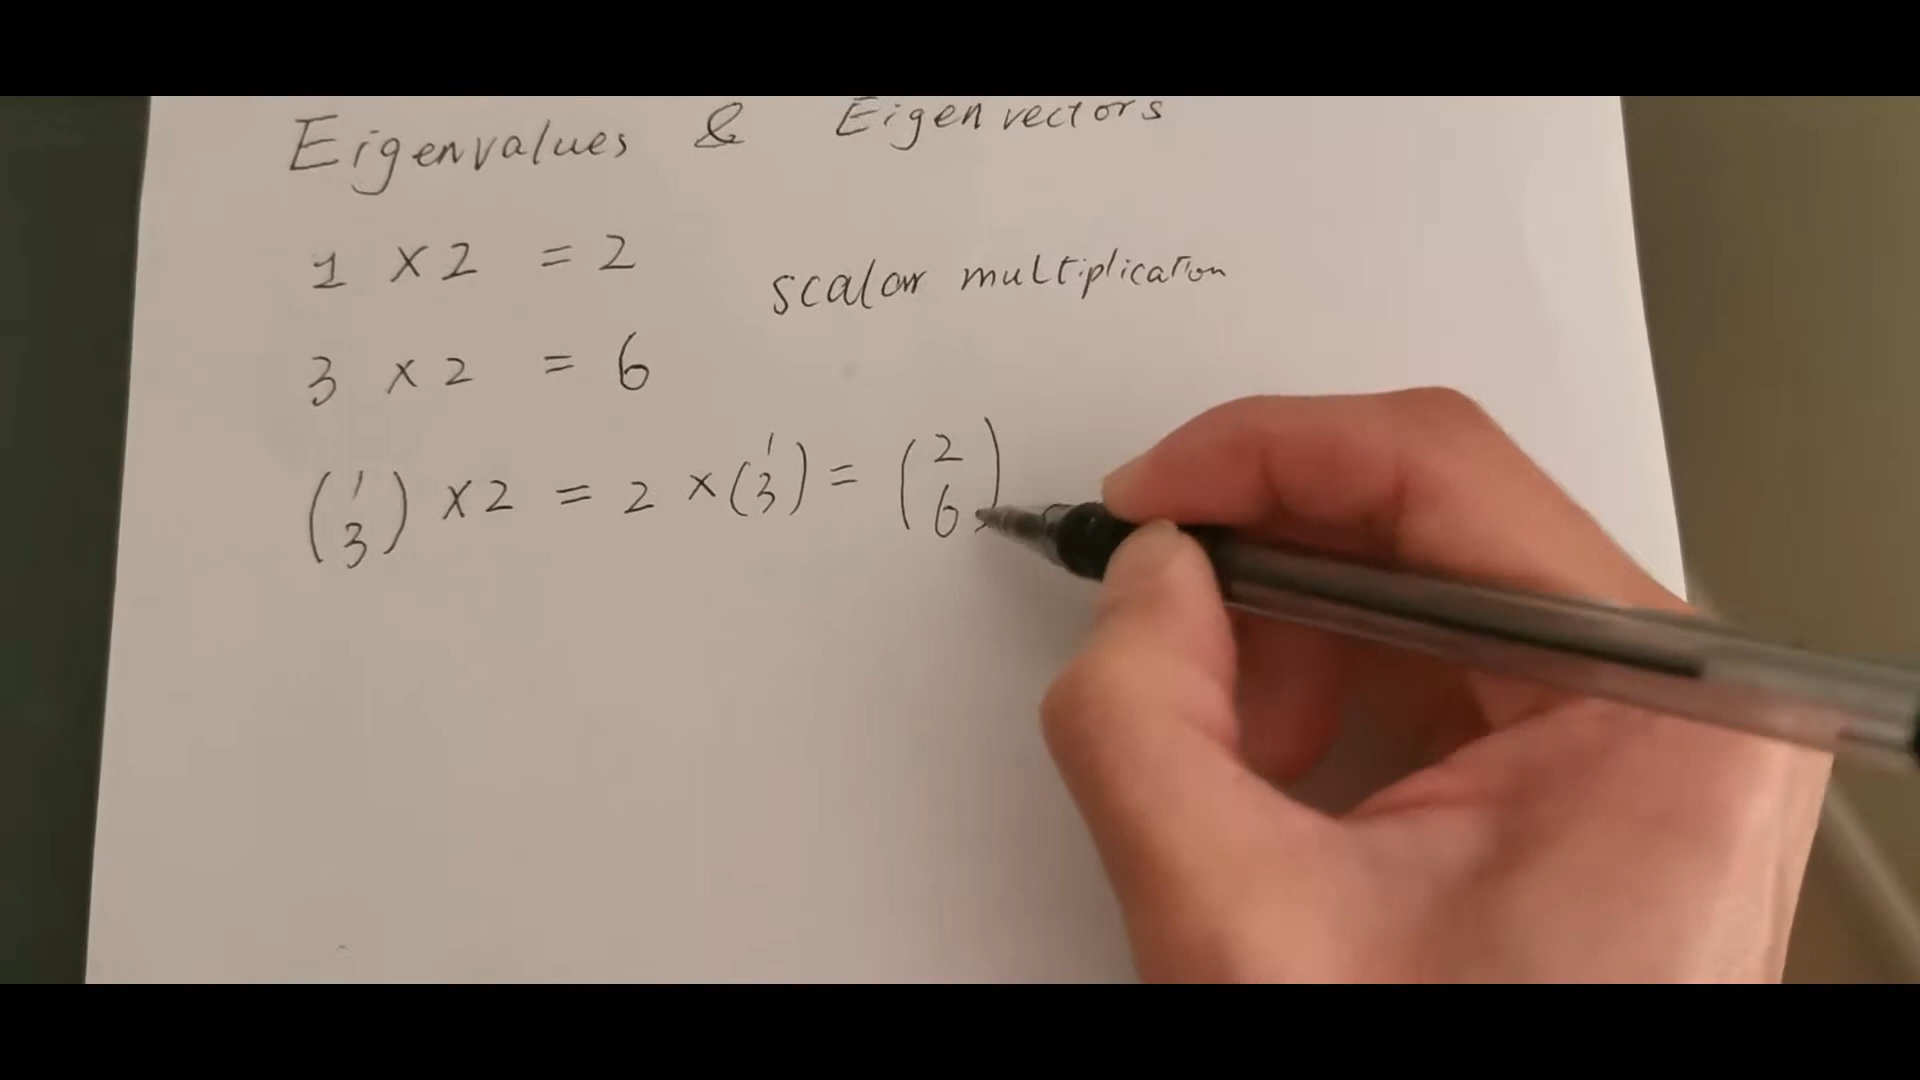 Eigenvalues & Eigenvectors
1 × 2 = 2
scalar multiplication
3 × 2 = 6
(1 3) × 2 = 2 × (1 3) = (2 6)